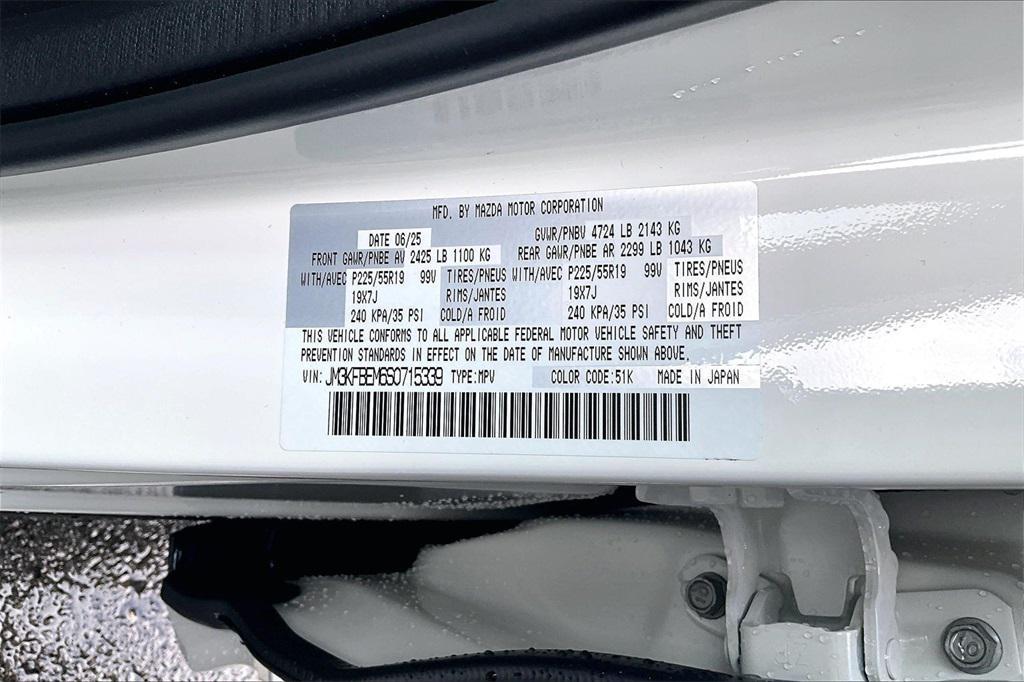 MFD. BY MAZDA MOTOR CORPORATION
DATE 06/25 GVWR/PNBV 4724 LB 2143 KG
FRONT GAWR/PNBE AV 2425 LB 1100 KG REAR GAWR/PNBE AR 2299 LB 1043 KG
WITH/AVEC P225/55R19 99V TIRES/PNEUS WITH/AVEC P225/55R19 99V TIRES/PNEUS
19X7J RIMS/JANTES 19X7J RIMS/JANTES
240 KPA/35 PSI COLD/A FROID 240 KPA/35 PSI COLD/A FROID
THIS VEHICLE CONFORMS TO ALL APPLICABLE FEDERAL MOTOR VEHICLE SAFETY AND THEFT
PREVENTION STANDARDS IN EFFECT ON THE DATE OF MANUFACTURE SHOWN ABOVE.
VIN: JM3KFBEM6S0715339 TYPE:MPV COLOR CODE:51K MADE IN JAPAN